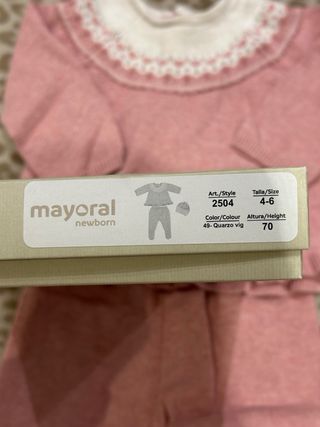 mayoral
newborn
Art./Style
2504
Talla/Size
4-6
Color/Colour
49- Quarzo vig
Altura/Height
70